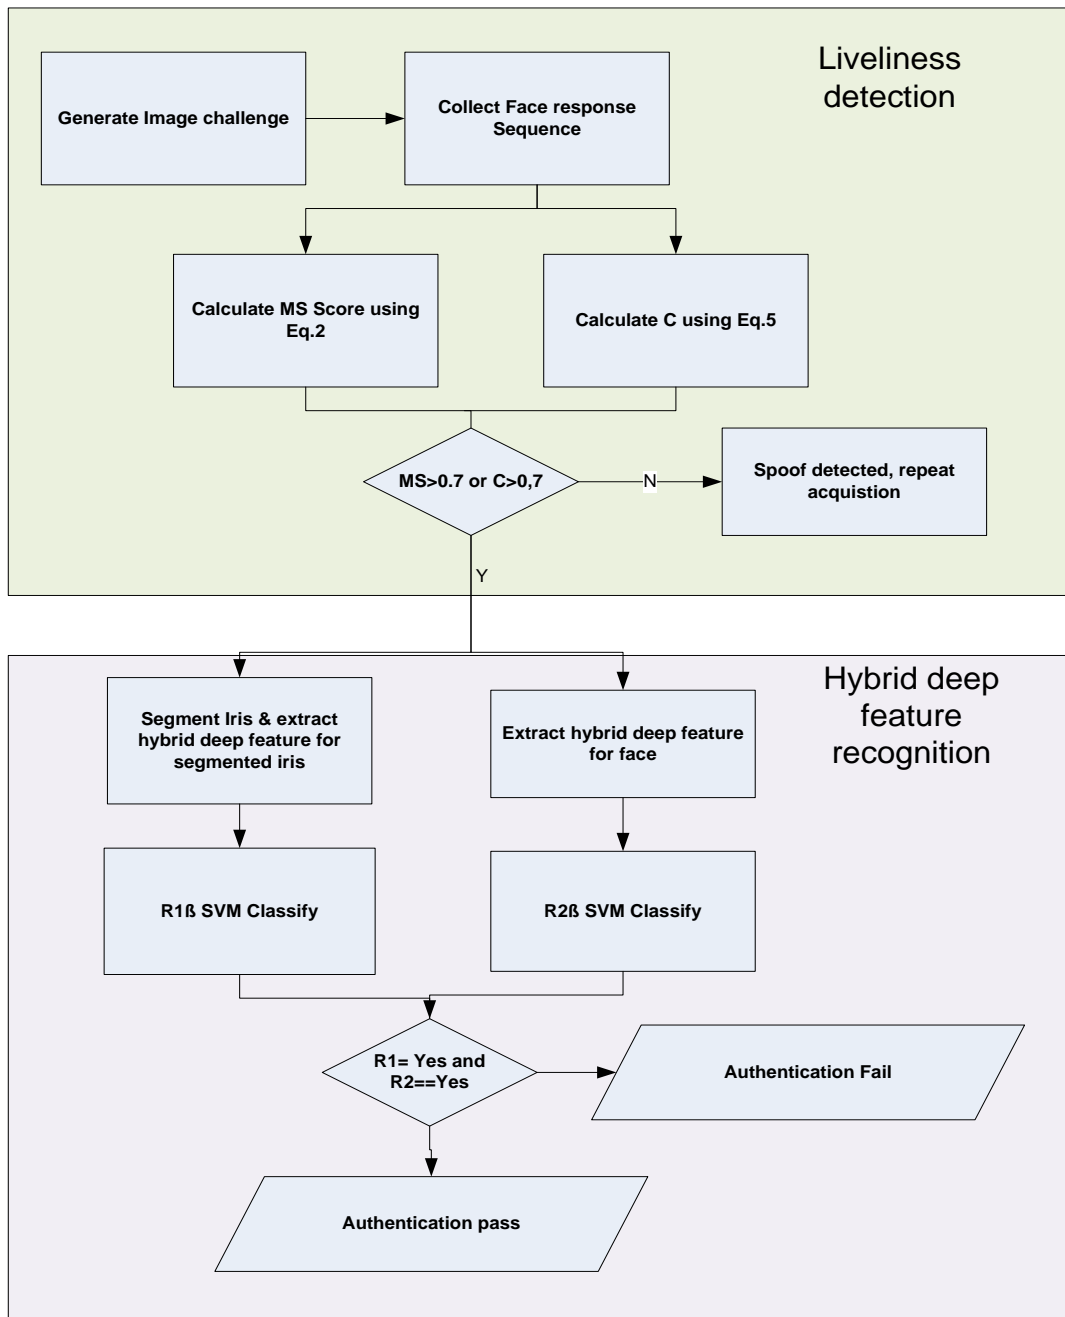 Liveliness
detection
Generate Image challenge
Collect Face response
Sequence
Calculate MS Score using
Eq.2
Calculate C using Eq.5
MS>0.7 or C>0,7
N
Spoof detected, repeat
acquistion
Y
Hybrid deep
feature
recognition
Segment Iris & extract
hybrid deep feature for
segmented iris
Extract hybrid deep feature
for face
R1ß SVM Classify
R2ß SVM Classify
R1= Yes and
R2==Yes
Authentication Fail
Authentication pass